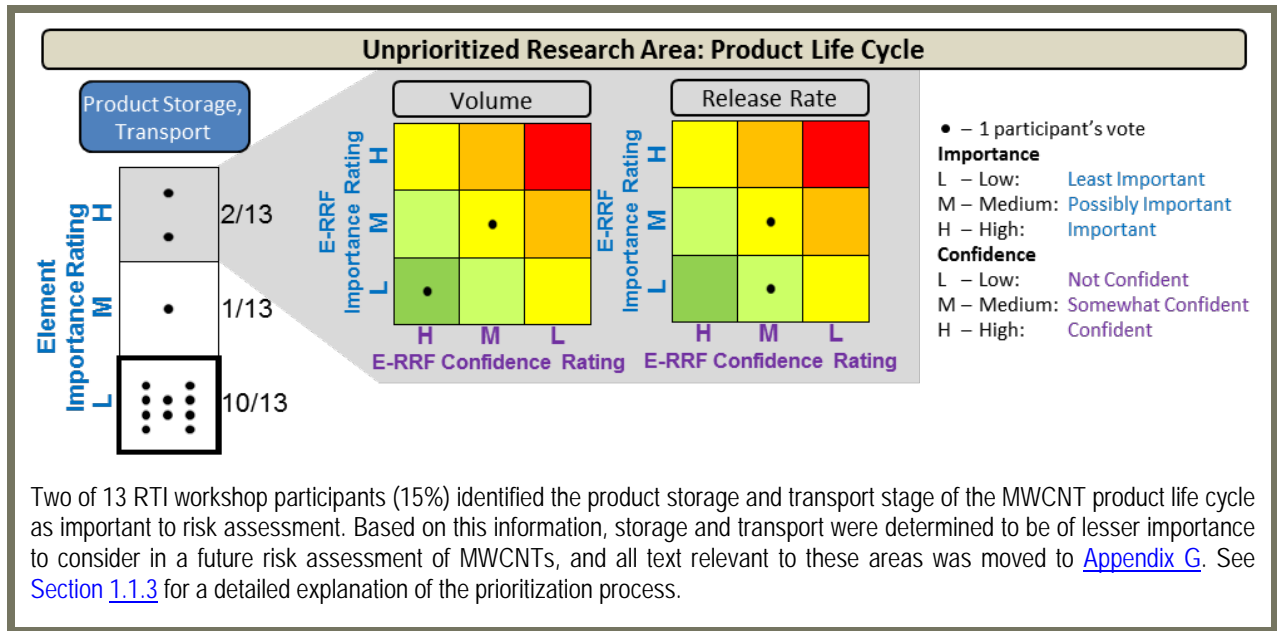 Unprioritized Research Area: Product Life Cycle
Product Storage,
Transport
Element
Importance Rating
H
M
L
2/13
1/13
10/13
Volume
E-RRF
Importance Rating
H
M
L
H M L
E-RRF Confidence Rating
Release Rate
E-RRF
Importance Rating
H
M
L
H M L
E-RRF Confidence Rating
• – 1 participant's vote
Importance
L – Low: Least Important
M – Medium: Possibly Important
H – High: Important
Confidence
L – Low: Not Confident
M – Medium: Somewhat Confident
H – High: Confident
Two of 13 RTI workshop participants (15%) identified the product storage and transport stage of the MWCNT product life cycle
as important to risk assessment. Based on this information, storage and transport were determined to be of lesser importance
to consider in a future risk assessment of MWCNTs, and all text relevant to these areas was moved to Appendix G. See
Section 1.1.3 for a detailed explanation of the prioritization process.